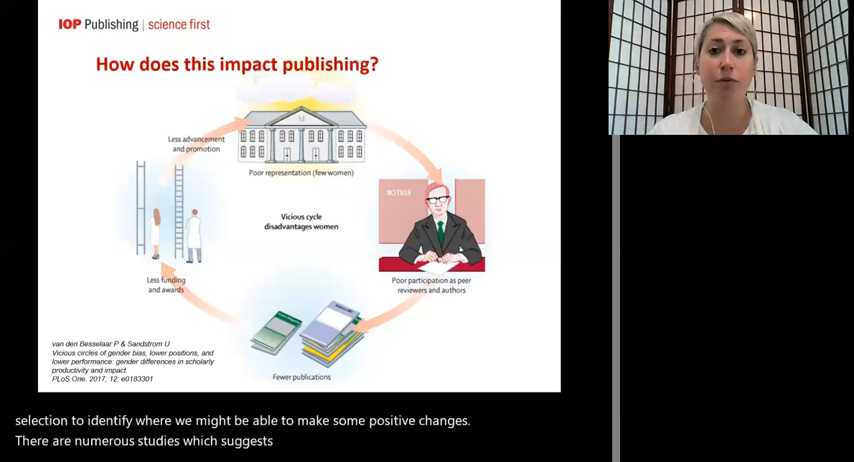 IOP Publishing | science first
How does this impact publishing?
Less advancement
and promotion
Poor representation (few women)
EDITOR
Vicious cycle
disadvantages women
Less funding
and awards
Poor participation as peer
reviewers and authors
Fewer publications
van den Besselaar P & Sandstrom U
Vicious circles of gender bias, lower positions, and
lower performance: gender differences in scholarly
productivity and impact.
PLoS One. 2017; 12: e0183301
selection to identify where we might be able to make some positive changes.
There are numerous studies which suggests